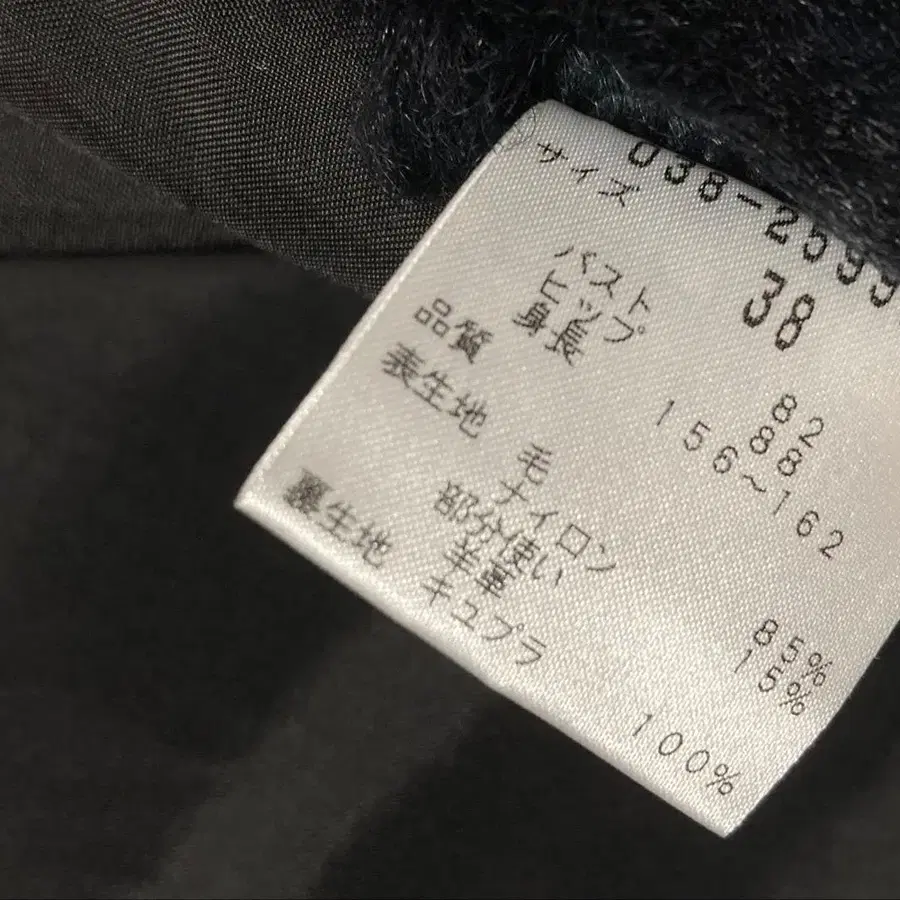 038-2599
サイズ 38
バスト 82
ヒップ 88
身長 156~162
品質
表生地
毛 85%
ナイロン 15%
部分使い
羊革
裏生地
キュプラ 100%